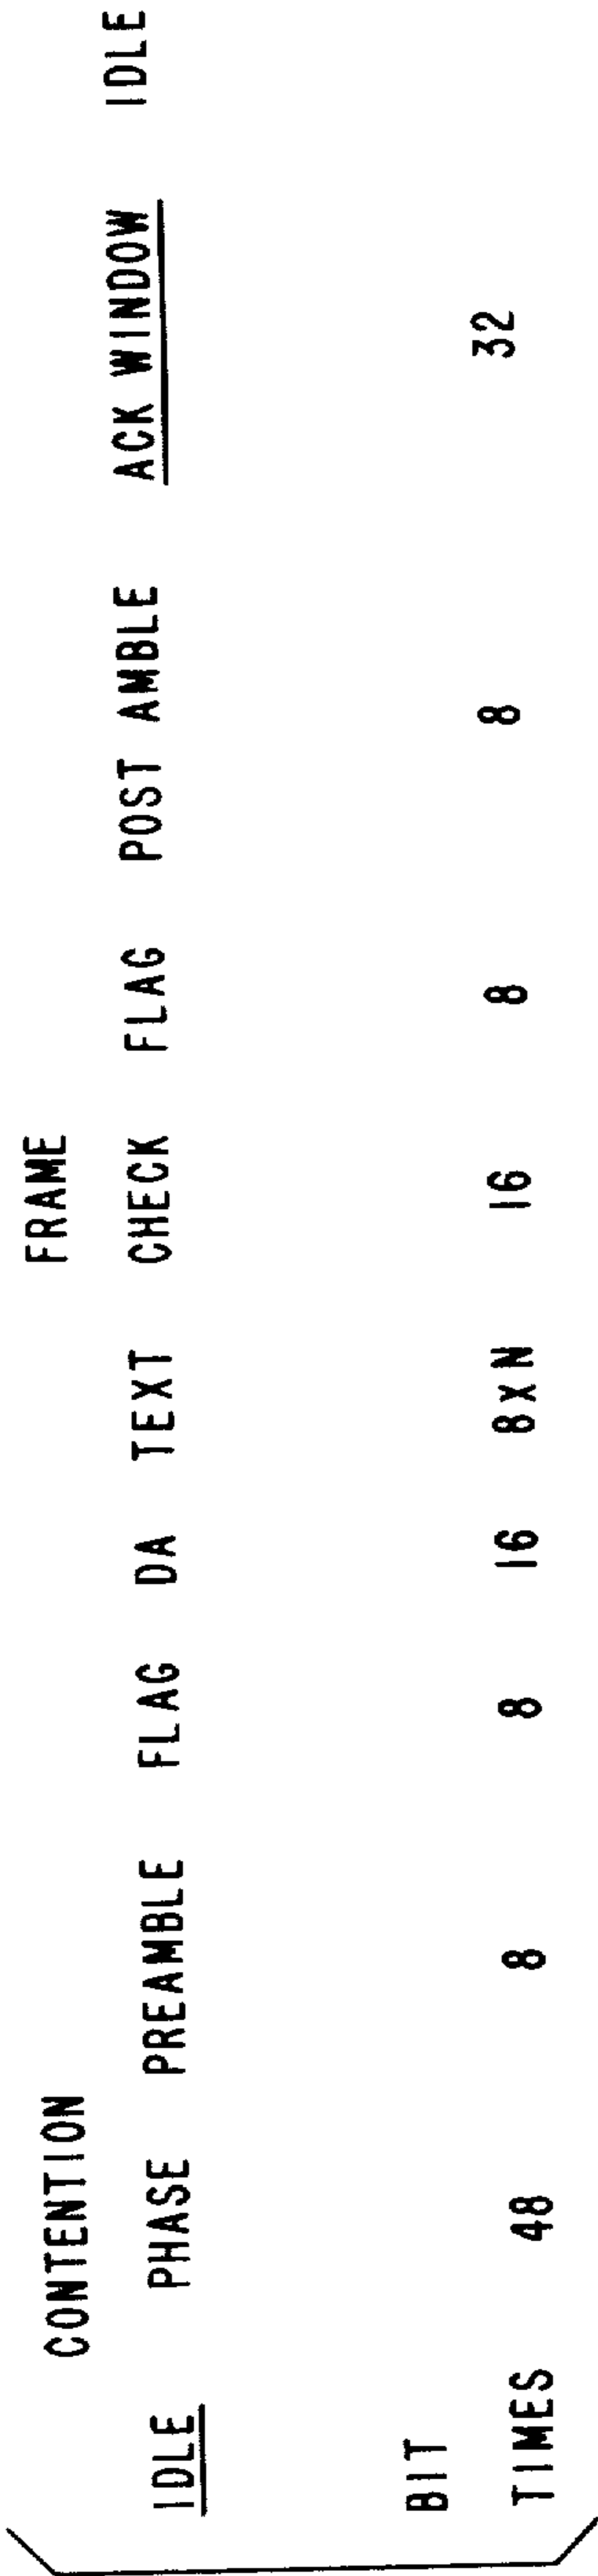 CONTENTION FRAME
IDLE PHASE PREAMBLE FLAG DA TEXT CHECK FLAG POST AMBLE ACK WINDOW IDLE
BIT
TIMES 48 8 8 16 8 X N 16 8 8 32